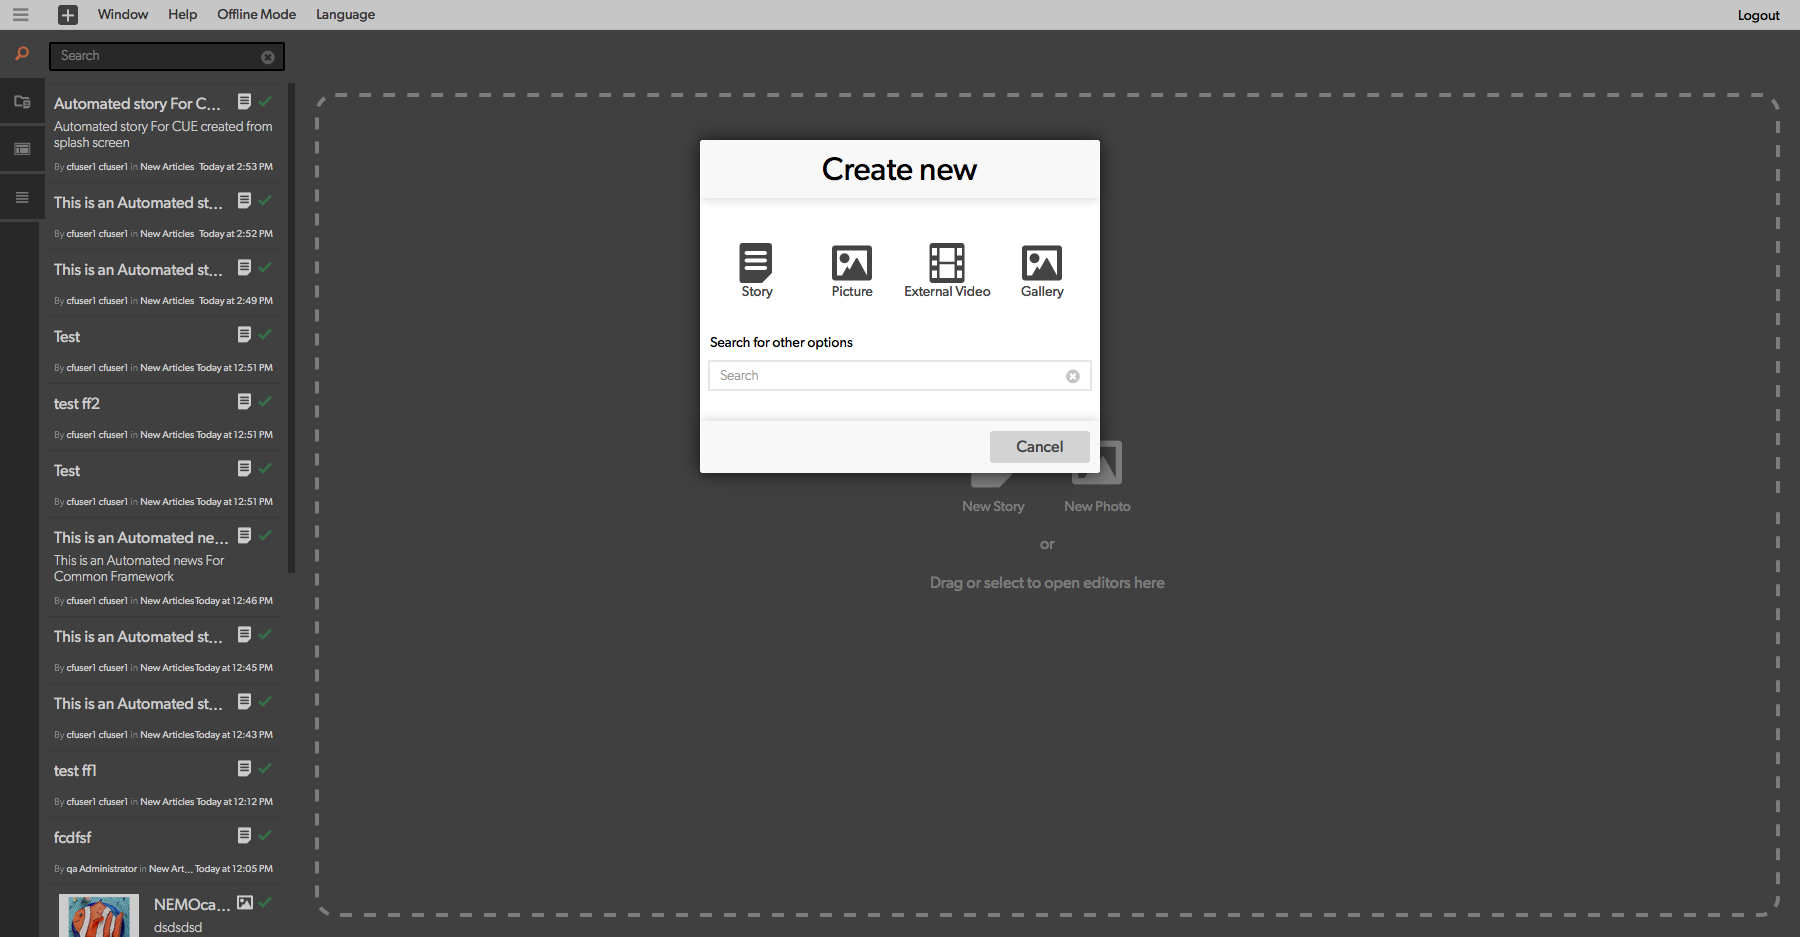 Window Help Offline Mode Language Logout
Search
Automated story For C...
Automated story For CUE created from
splash screen
By cfuser1 cfuser1 in New Articles Today at 2:53 PM
This is an Automated st...
By cfuser1 cfuser1 in New Articles Today at 2:52 PM
This is an Automated st...
By cfuser1 cfuser1 in New Articles Today at 2:49 PM
Test
By cfuser1 cfuser1 in New Articles Today at 12:51 PM
test ff2
By cfuser1 cfuser1 in New Articles Today at 12:51 PM
Test
By cfuser1 cfuser1 in New Articles Today at 12:51 PM
This is an Automated ne...
This is an Automated news For
Common Framework
By cfuser1 cfuser1 in New Articles Today at 12:46 PM
This is an Automated st...
By cfuser1 cfuser1 in New Articles Today at 12:45 PM
This is an Automated st...
By cfuser1 cfuser1 in New Articles Today at 12:43 PM
test ff1
By cfuser1 cfuser1 in New Articles Today at 12:12 PM
fcdfsf
By qa Administrator in New Art... Today at 12:05 PM
NEMOca...
dsdsdsd
Create new
Story Picture External Video Gallery
Search for other options
Search
Cancel
New Story New Photo
or
Drag or select to open editors here